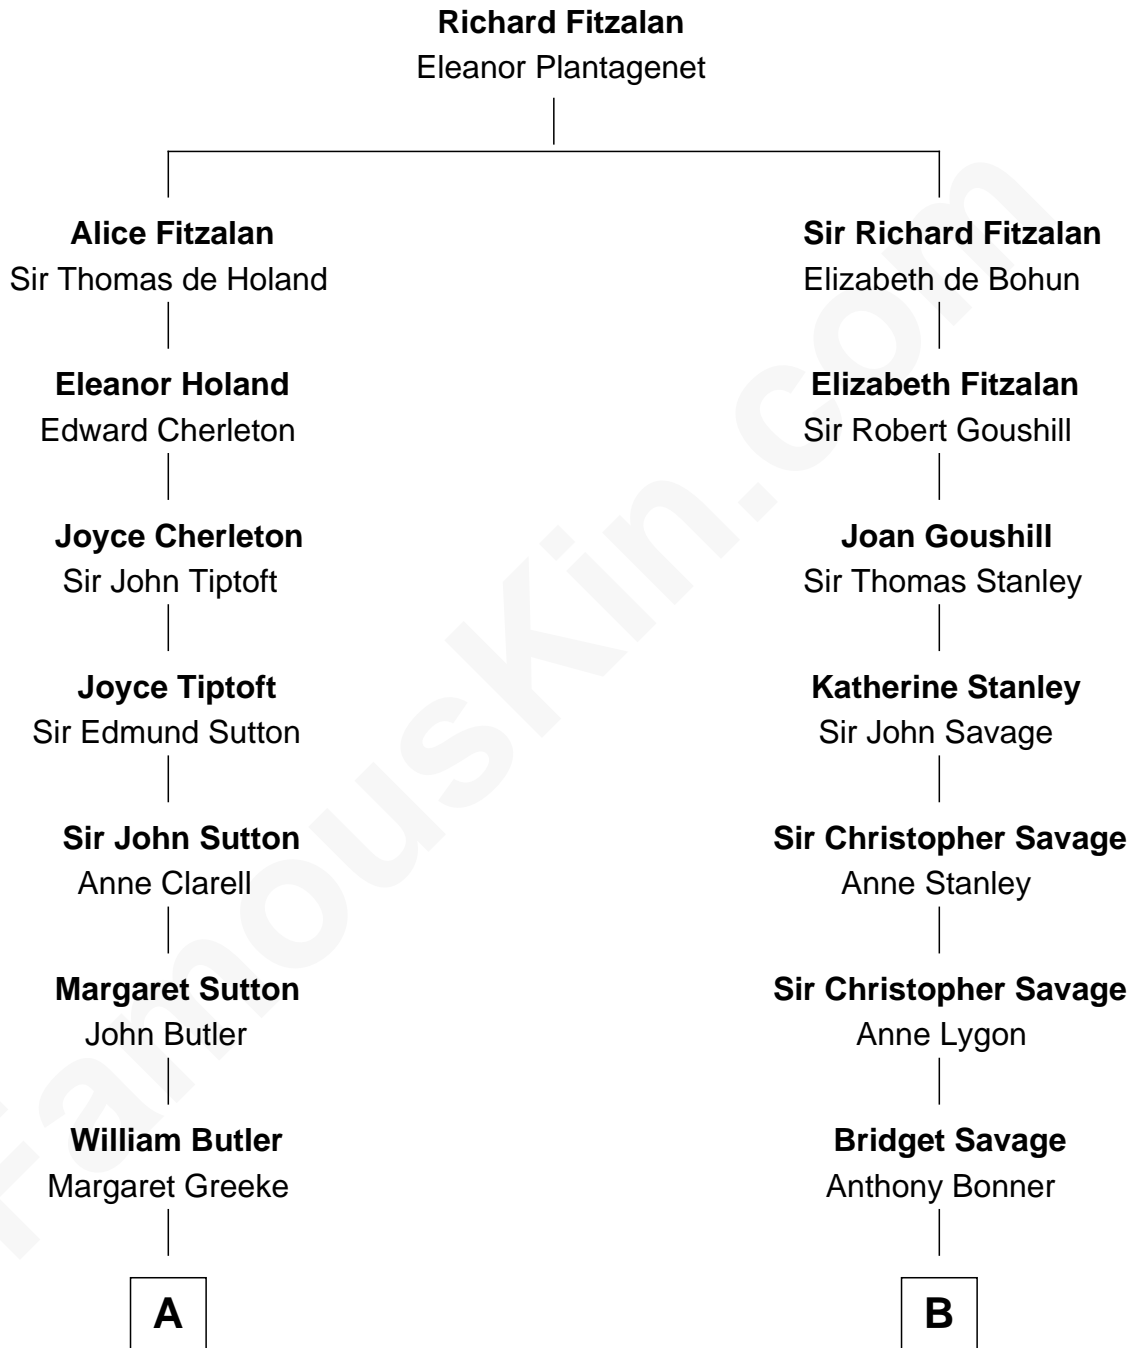 Richard Fitzalan
Eleanor Plantagenet
Alice Fitzalan
Sir Thomas de Holand
Sir Richard Fitzalan
Elizabeth de Bohun
Eleanor Holand
Edward Cherleton
Elizabeth Fitzalan
Sir Robert Goushill
Joyce Cherleton
Sir John Tiptoft
Joan Goushill
Sir Thomas Stanley
Joyce Tiptoft
Sir Edmund Sutton
Katherine Stanley
Sir John Savage
Sir John Sutton
Anne Clarell
Sir Christopher Savage
Anne Stanley
Margaret Sutton
John Butler
Sir Christopher Savage
Anne Lygon
William Butler
Margaret Greeke
Bridget Savage
Anthony Bonner
A
B
FamousKin.com